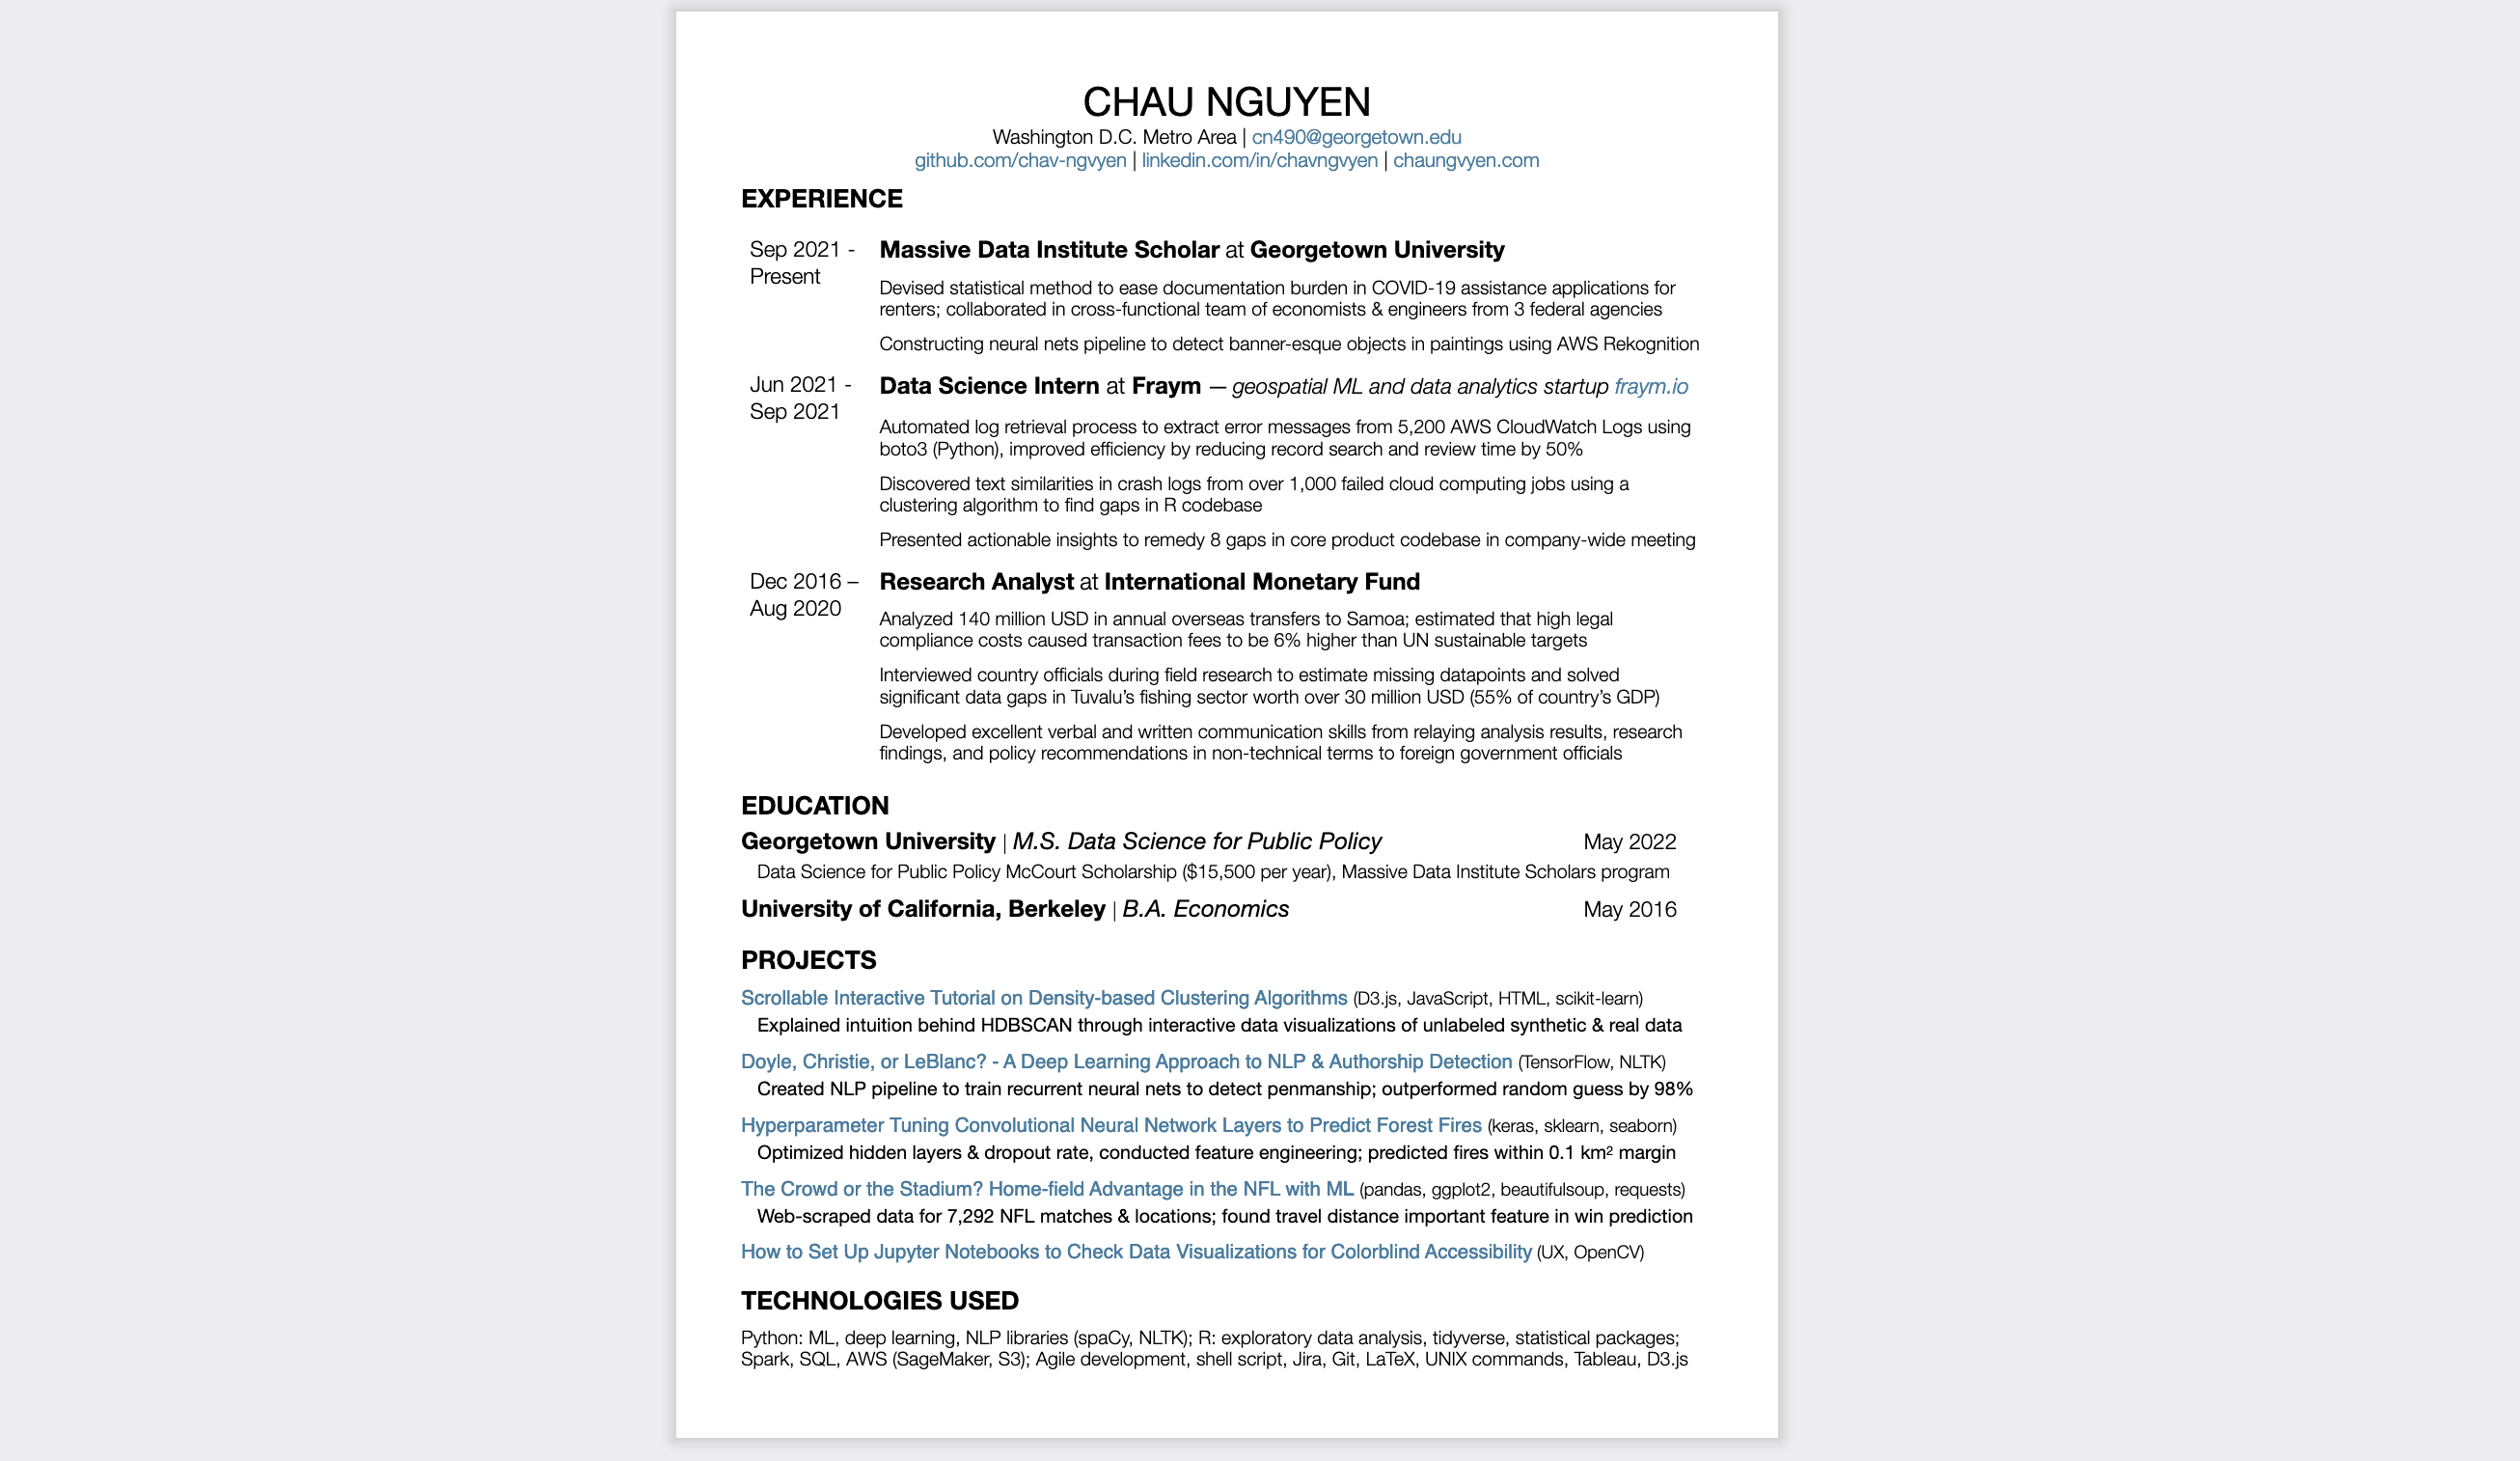 CHAU NGUYEN
Washington D.C. Metro Area | cn490@georgetown.edu
github.com/chav-ngvyen | linkedin.com/in/chavngvyen | chaungvyen.com
EXPERIENCE
Sep 2021 -
Present
Massive Data Institute Scholar at Georgetown University
Devised statistical method to ease documentation burden in COVID-19 assistance applications for
renters; collaborated in cross-functional team of economists & engineers from 3 federal agencies
Constructing neural nets pipeline to detect banner-esque objects in paintings using AWS Rekognition
Jun 2021 -
Sep 2021
Data Science Intern at Fraym — geospatial ML and data analytics startup fraym.io
Automated log retrieval process to extract error messages from 5,200 AWS CloudWatch Logs using
boto3 (Python), improved efficiency by reducing record search and review time by 50%
Discovered text similarities in crash logs from over 1,000 failed cloud computing jobs using a
clustering algorithm to find gaps in R codebase
Presented actionable insights to remedy 8 gaps in core product codebase in company-wide meeting
Dec 2016 –
Aug 2020
Research Analyst at International Monetary Fund
Analyzed 140 million USD in annual overseas transfers to Samoa; estimated that high legal
compliance costs caused transaction fees to be 6% higher than UN sustainable targets
Interviewed country officials during field research to estimate missing datapoints and solved
significant data gaps in Tuvalu’s fishing sector worth over 30 million USD (55% of country’s GDP)
Developed excellent verbal and written communication skills from relaying analysis results, research
findings, and policy recommendations in non-technical terms to foreign government officials
EDUCATION
Georgetown University | M.S. Data Science for Public Policy May 2022
Data Science for Public Policy McCourt Scholarship ($15,500 per year), Massive Data Institute Scholars program
University of California, Berkeley | B.A. Economics May 2016
PROJECTS
Scrollable Interactive Tutorial on Density-based Clustering Algorithms (D3.js, JavaScript, HTML, scikit-learn)
Explained intuition behind HDBSCAN through interactive data visualizations of unlabeled synthetic & real data
Doyle, Christie, or LeBlanc? - A Deep Learning Approach to NLP & Authorship Detection (TensorFlow, NLTK)
Created NLP pipeline to train recurrent neural nets to detect penmanship; outperformed random guess by 98%
Hyperparameter Tuning Convolutional Neural Network Layers to Predict Forest Fires (keras, sklearn, seaborn)
Optimized hidden layers & dropout rate, conducted feature engineering; predicted fires within 0.1 km² margin
The Crowd or the Stadium? Home-field Advantage in the NFL with ML (pandas, ggplot2, beautifulsoup, requests)
Web-scraped data for 7,292 NFL matches & locations; found travel distance important feature in win prediction
How to Set Up Jupyter Notebooks to Check Data Visualizations for Colorblind Accessibility (UX, OpenCV)
TECHNOLOGIES USED
Python: ML, deep learning, NLP libraries (spaCy, NLTK); R: exploratory data analysis, tidyverse, statistical packages;
Spark, SQL, AWS (SageMaker, S3); Agile development, shell script, Jira, Git, LaTeX, UNIX commands, Tableau, D3.js